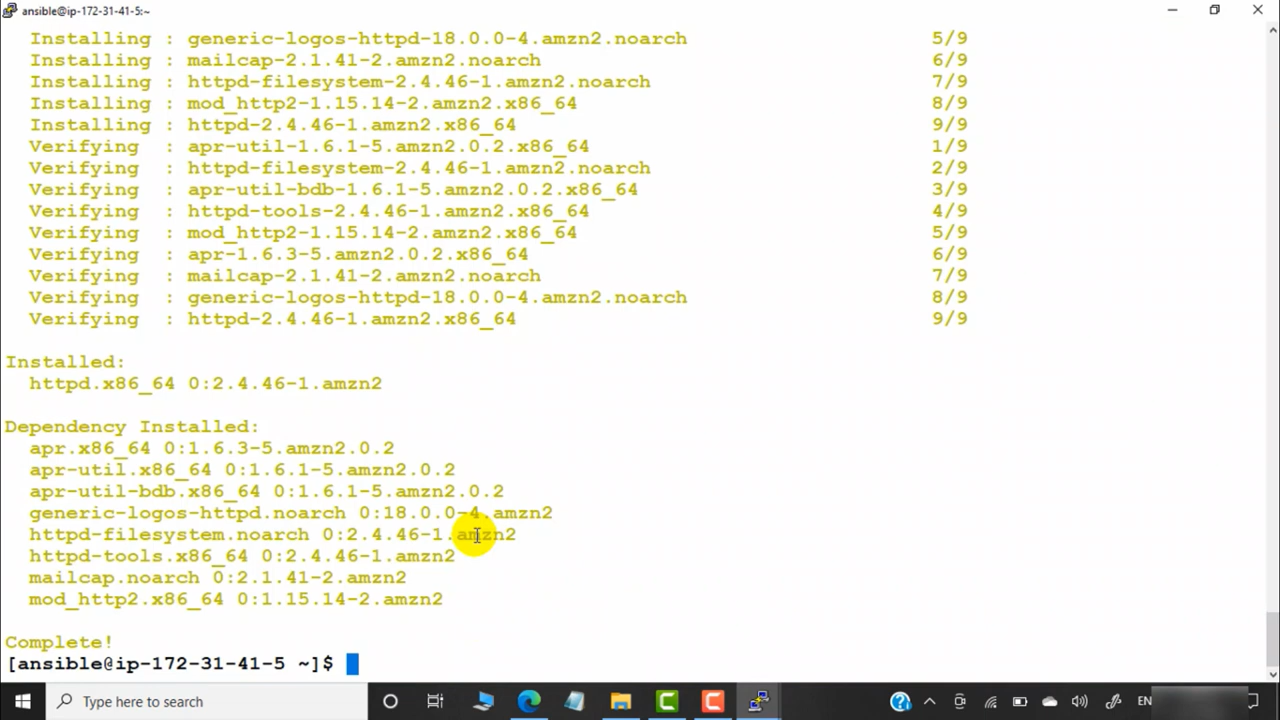 ansible@ip-172-31-41-5:~
Installing : generic-logos-httpd-18.0.0-4.amzn2.noarch 5/9
Installing : mailcap-2.1.41-2.amzn2.noarch 6/9
Installing : httpd-filesystem-2.4.46-1.amzn2.noarch 7/9
Installing : mod_http2-1.15.14-2.amzn2.x86_64 8/9
Installing : httpd-2.4.46-1.amzn2.x86_64 9/9
Verifying : apr-util-1.6.1-5.amzn2.0.2.x86_64 1/9
Verifying : httpd-filesystem-2.4.46-1.amzn2.noarch 2/9
Verifying : apr-util-bdb-1.6.1-5.amzn2.0.2.x86_64 3/9
Verifying : httpd-tools-2.4.46-1.amzn2.x86_64 4/9
Verifying : mod_http2-1.15.14-2.amzn2.x86_64 5/9
Verifying : apr-1.6.3-5.amzn2.0.2.x86_64 6/9
Verifying : mailcap-2.1.41-2.amzn2.noarch 7/9
Verifying : generic-logos-httpd-18.0.0-4.amzn2.noarch 8/9
Verifying : httpd-2.4.46-1.amzn2.x86_64 9/9
Installed:
httpd.x86_64 0:2.4.46-1.amzn2
Dependency Installed:
apr.x86_64 0:1.6.3-5.amzn2.0.2
apr-util.x86_64 0:1.6.1-5.amzn2.0.2
apr-util-bdb.x86_64 0:1.6.1-5.amzn2.0.2
generic-logos-httpd.noarch 0:18.0.0-4.amzn2
httpd-filesystem.noarch 0:2.4.46-1.amzn2
httpd-tools.x86_64 0:2.4.46-1.amzn2
mailcap.noarch 0:2.1.41-2.amzn2
mod_http2.x86_64 0:1.15.14-2.amzn2
Complete!
[ansible@ip-172-31-41-5 ~]$
Type here to search
EN